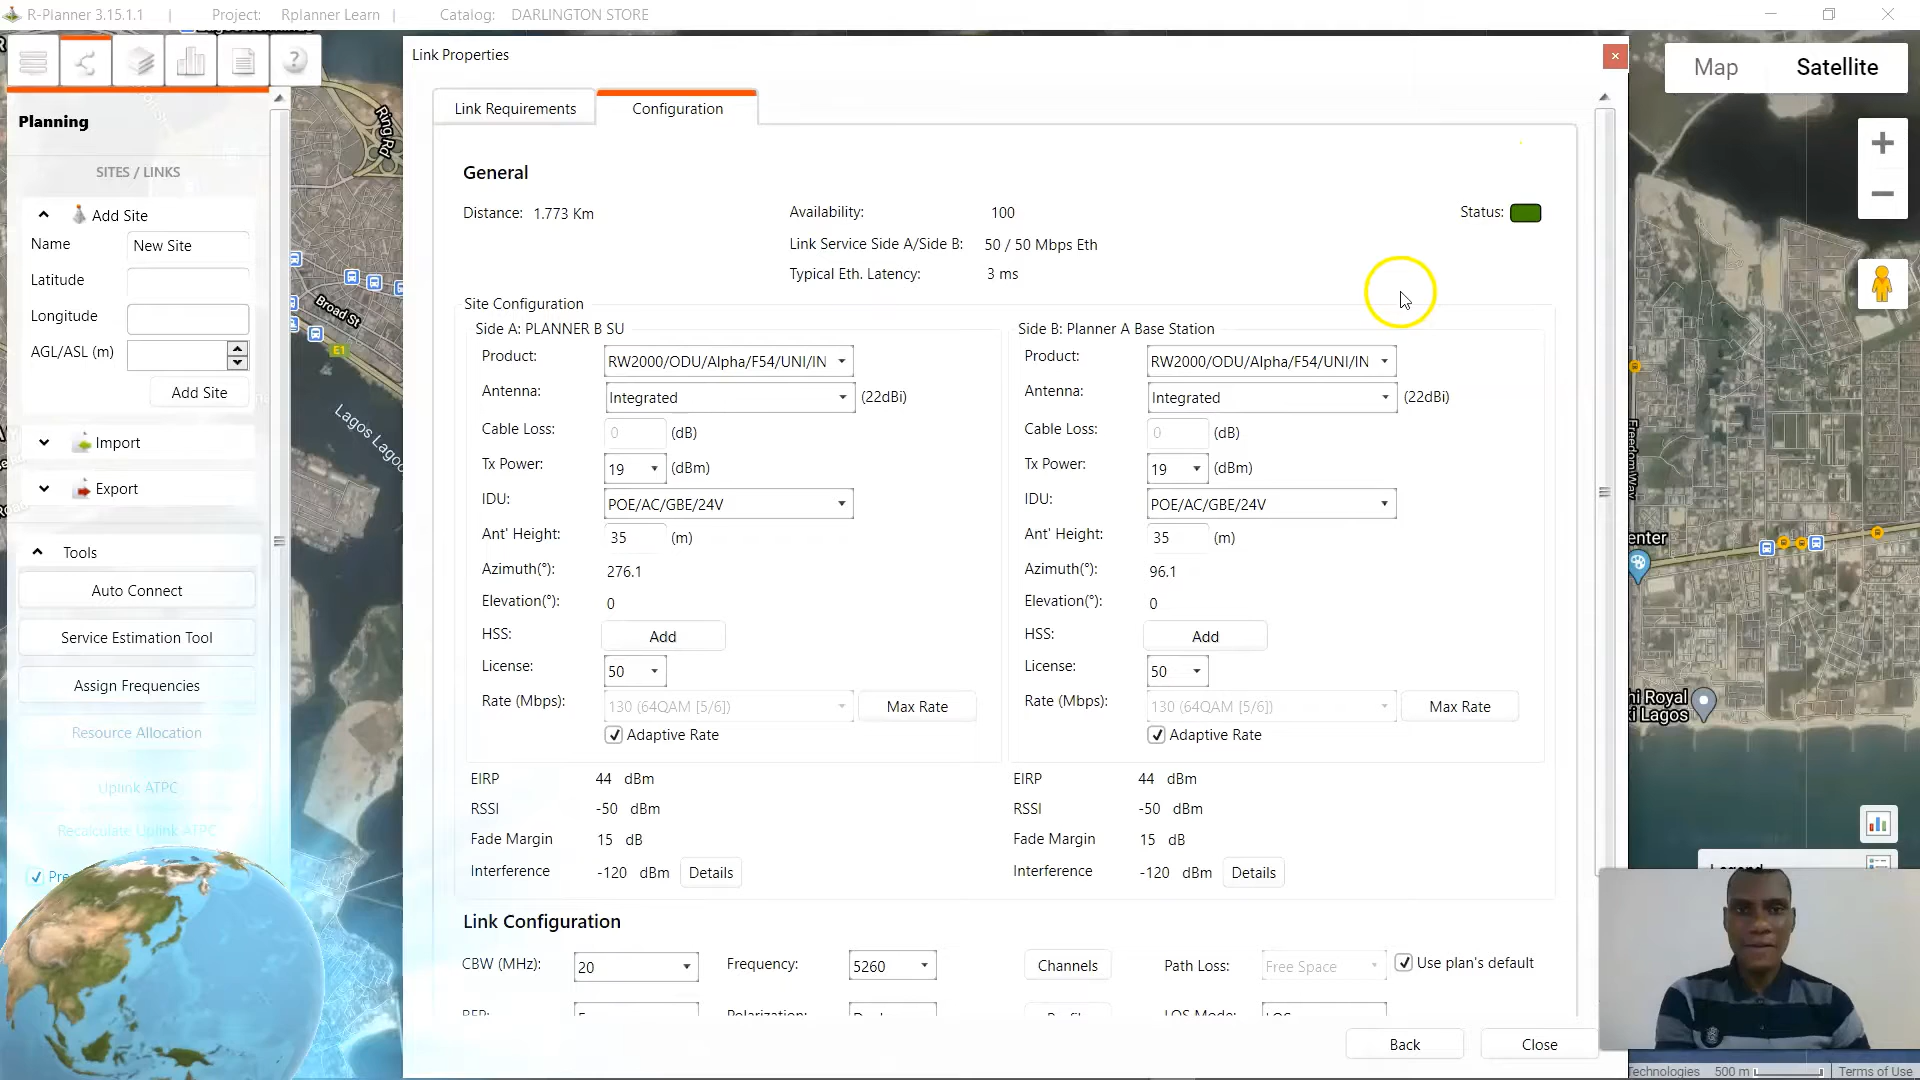 R-Planner 3.15.1.1 | Project: Rplanner Learn | Catalog: DARLINGTON STORE
Link Properties
Map
Satellite
Link Requirements
Configuration
Planning
SITES / LINKS
Add Site
Name New Site
Latitude
Longitude
AGL/ASL (m)
Add Site
Import
Export
Tools
Auto Connect
Service Estimation Tool
Assign Frequencies
Resource Allocation
Uplink ATPC
Recalculate Uplink ATPC
Pre
Ring Rd
Broad St
E1
Lagos Lagoo
General
Distance: 1.773 Km
Availability: 100
Status:
Link Service Side A/Side B: 50 / 50 Mbps Eth
Typical Eth. Latency: 3 ms
Site Configuration
Side A: PLANNER B SU
Product: RW2000/ODU/Alpha/F54/UNI/IN
Antenna: Integrated (22dBi)
Cable Loss: 0 (dB)
Tx Power: 19 (dBm)
IDU: POE/AC/GBE/24V
Ant' Height: 35 (m)
Azimuth(°): 276.1
Elevation(°): 0
HSS: Add
License: 50
Rate (Mbps): 130 (64QAM [5/6]) Max Rate
Adaptive Rate
EIRP 44 dBm
RSSI -50 dBm
Fade Margin 15 dB
Interference -120 dBm Details
Side B: Planner A Base Station
Product: RW2000/ODU/Alpha/F54/UNI/IN
Antenna: Integrated (22dBi)
Cable Loss: 0 (dB)
Tx Power: 19 (dBm)
IDU: POE/AC/GBE/24V
Ant' Height: 35 (m)
Azimuth(°): 96.1
Elevation(°): 0
HSS: Add
License: 50
Rate (Mbps): 130 (64QAM [5/6]) Max Rate
Adaptive Rate
EIRP 44 dBm
RSSI -50 dBm
Fade Margin 15 dB
Interference -120 dBm Details
Link Configuration
CBW (MHz): 20 Frequency: 5260 Channels Path Loss: Free Space Use plan's default
Back
Close
Freedom Way
enter
hi Royal
ki Lagos
Legend
Technologies 500 m Terms of Use